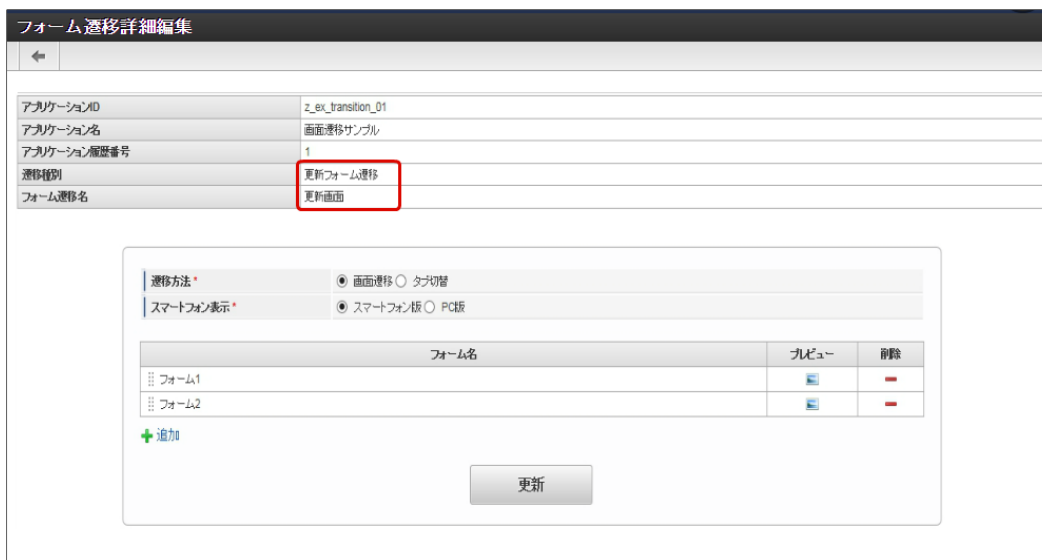 フォーム遷移詳細編集
アプリケーションID z_ex_transition_01
アプリケーション名 画面遷移サンプル
アプリケーション履歴番号 1
遷移種別 更新フォーム遷移
フォーム遷移名 更新画面
遷移方法* 画面遷移 タブ切替
スマートフォン表示* スマートフォン版 PC版
フォーム名 プレビュー 削除
フォーム1
フォーム2
追加
更新